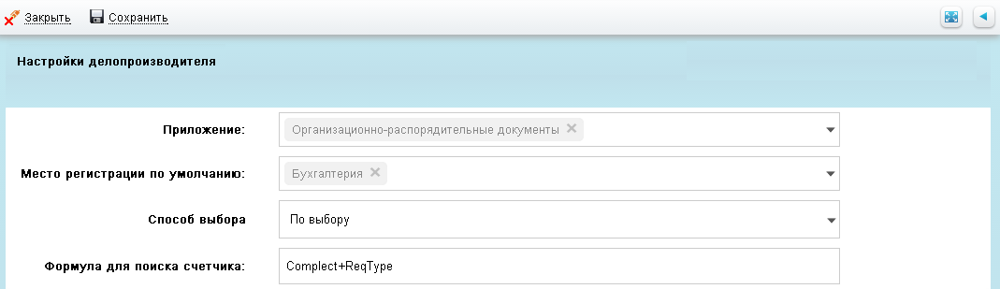 Закрыть Сохранить
Настройки делопроизводителя
Приложение: Организационно-распорядительные документы
Место регистрации по умолчанию: Бухгалтерия
Способ выбора По выбору
Формула для поиска счетчика: Complect+ReqType